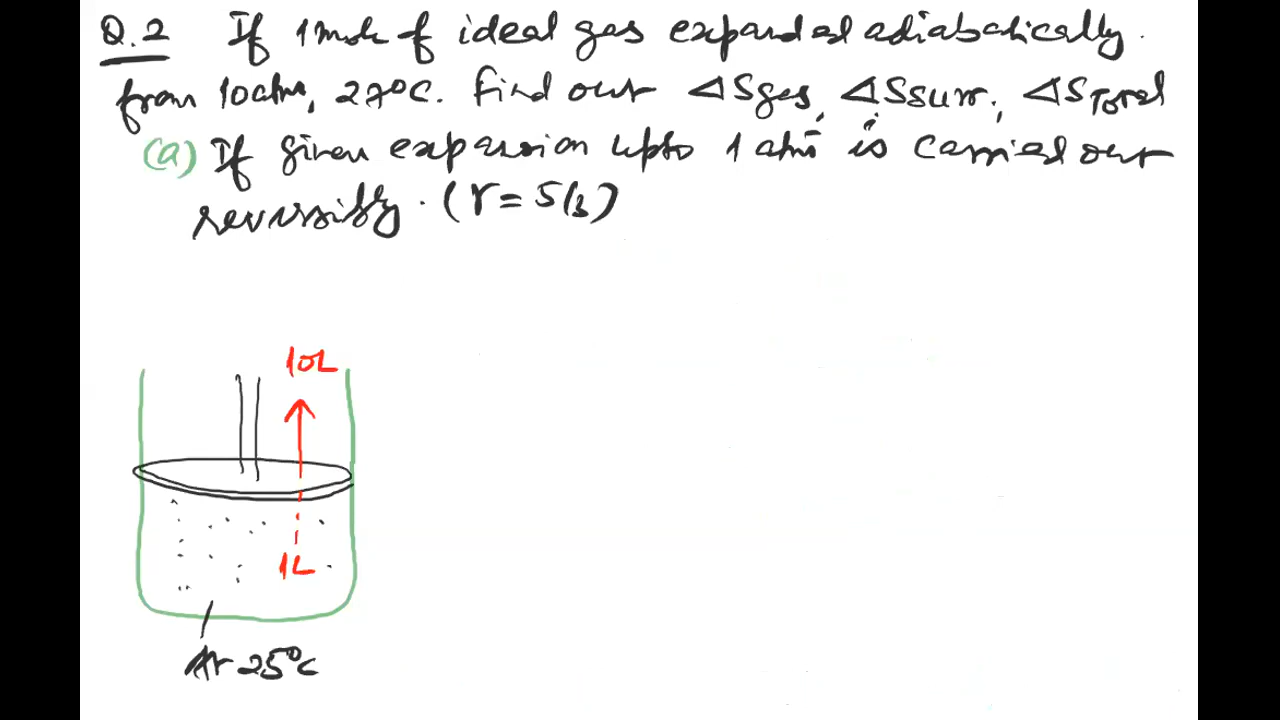 Q.2 If 1 mole of ideal gas expanded adiabatically.
from 10 atm, 27°C. Find out ΔSgas, ΔSsurr., ΔSTotal
(a) If given expansion upto 1 atm is carried out
reversibly. (r = 5/3)
10L
1L
Ar 25°C